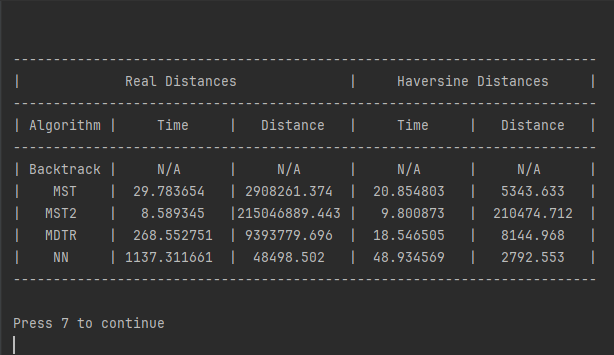 | Real Distances | Haversine Distances |
| Algorithm | Time | Distance | Time | Distance |
| Backtrack | N/A | N/A | N/A | N/A |
| MST | 29.783654 | 2908261.374 | 20.854803 | 5343.633 |
| MST2 | 8.589345 |215046889.443 | 9.800873 | 210474.712 |
| MDTR | 268.552751 | 9393779.696 | 18.546505 | 8144.968 |
| NN | 1137.311661 | 48498.502 | 48.934569 | 2792.553 |
Press 7 to continue